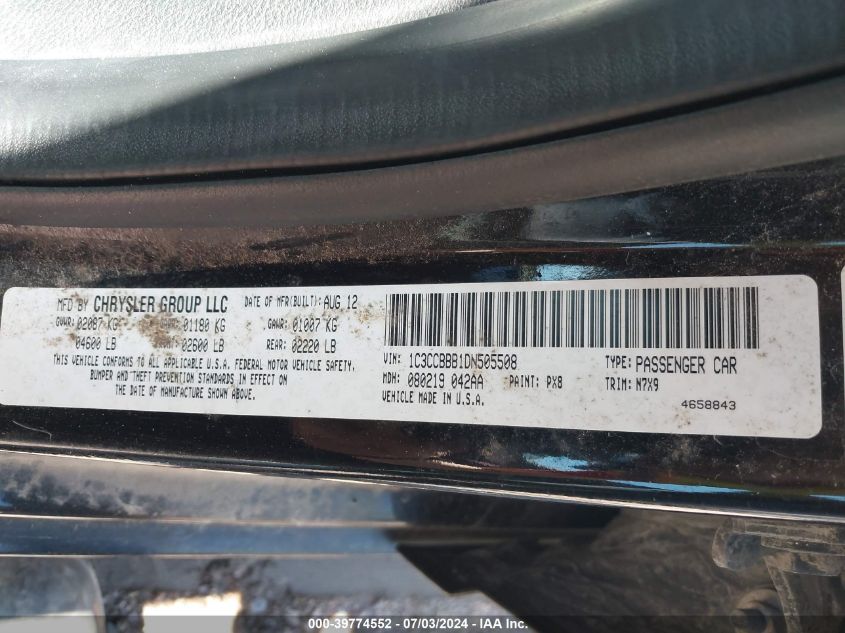 MFD BY CHRYSLER GROUP LLC DATE OF MFR(BUILT): AUG 12
GVWR: 02087 KG 01180 KG GAWR: 01007 KG
04600 LB 02600 LB REAR: 02220 LB
THIS VEHICLE CONFORMS TO ALL APPLICABLE U.S.A. FEDERAL MOTOR VEHICLE SAFETY,
BUMPER AND THEFT PREVENTION STANDARDS IN EFFECT ON
THE DATE OF MANUFACTURE SHOWN ABOVE.
VIN: 1C3CCBBB1DN505508 TYPE: PASSENGER CAR
MDH: 080219 042AA PAINT: PX8 TRIM: N7X9
VEHICLE MADE IN U.S.A.
4658843
000-39774552 - 07/03/2024 - IAA Inc.